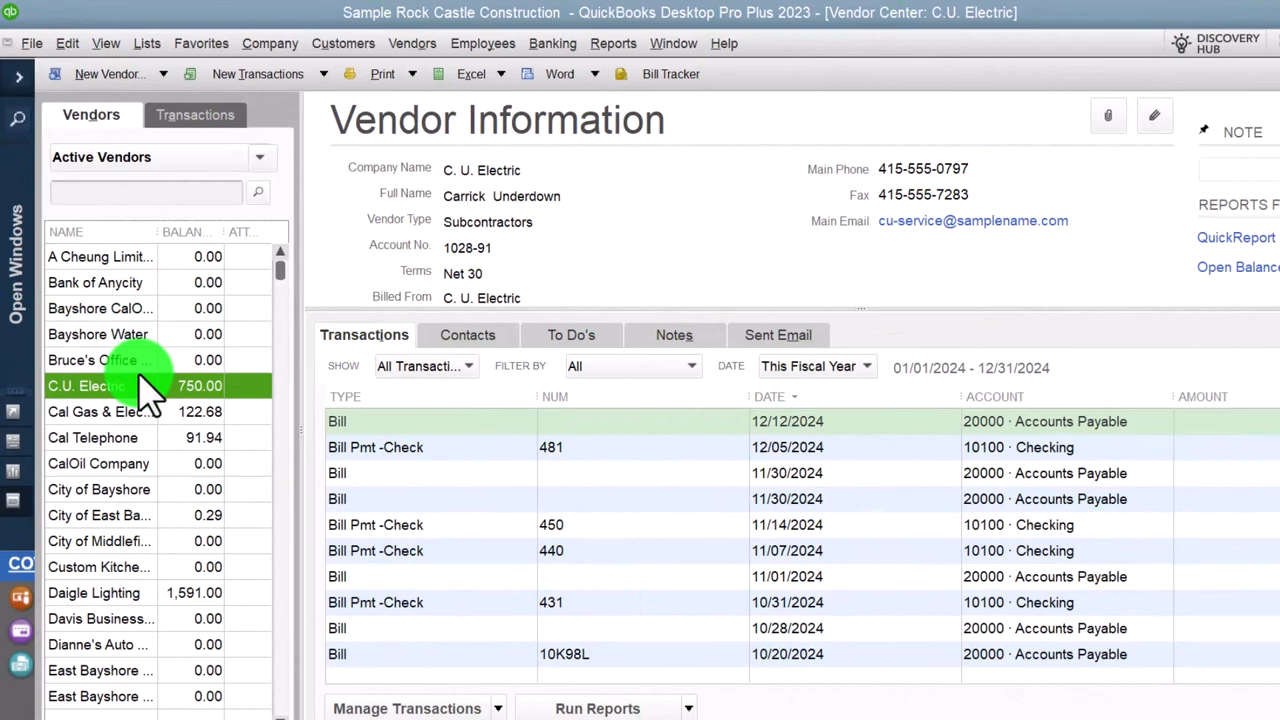 Sample Rock Castle Construction - QuickBooks Desktop Pro Plus 2023 - [Vendor Center: C.U. Electric]
File Edit View Lists Favorites Company Customers Vendors Employees Banking Reports Window Help
DISCOVERY
HUB
New Vendor... New Transactions Print Excel Word Bill Tracker
Open Windows
Vendors Transactions
Active Vendors
NAME BALAN... ATT...
A Cheung Limit... 0.00
Bank of Anycity 0.00
Bayshore CalO... 0.00
Bayshore Water 0.00
Bruce's Office ... 0.00
C.U. Electric 750.00
Cal Gas & Elec... 122.68
Cal Telephone 91.94
CalOil Company 0.00
City of Bayshore 0.00
City of East Ba... 0.29
City of Middlefi... 0.00
Custom Kitche... 0.00
Daigle Lighting 1,591.00
Davis Business... 0.00
Dianne's Auto ... 0.00
East Bayshore ... 0.00
East Bayshore ... 0.00
Vendor Information
Company Name C. U. Electric
Full Name Carrick Underdown
Vendor Type Subcontractors
Account No. 1028-91
Terms Net 30
Billed From C. U. Electric
Main Phone 415-555-0797
Fax 415-555-7283
Main Email cu-service@samplename.com
NOTE
REPORTS F
QuickReport
Open Balanc
Transactions Contacts To Do's Notes Sent Email
SHOW All Transacti... FILTER BY All DATE This Fiscal Year 01/01/2024 - 12/31/2024
TYPE NUM DATE ACCOUNT AMOUNT
Bill 12/12/2024 20000 · Accounts Payable
Bill Pmt -Check 481 12/05/2024 10100 · Checking
Bill 11/30/2024 20000 · Accounts Payable
Bill 11/30/2024 20000 · Accounts Payable
Bill Pmt -Check 450 11/14/2024 10100 · Checking
Bill Pmt -Check 440 11/07/2024 10100 · Checking
Bill 11/01/2024 20000 · Accounts Payable
Bill Pmt -Check 431 10/31/2024 10100 · Checking
Bill 10/28/2024 20000 · Accounts Payable
Bill 10K98L 10/20/2024 20000 · Accounts Payable
Manage Transactions Run Reports